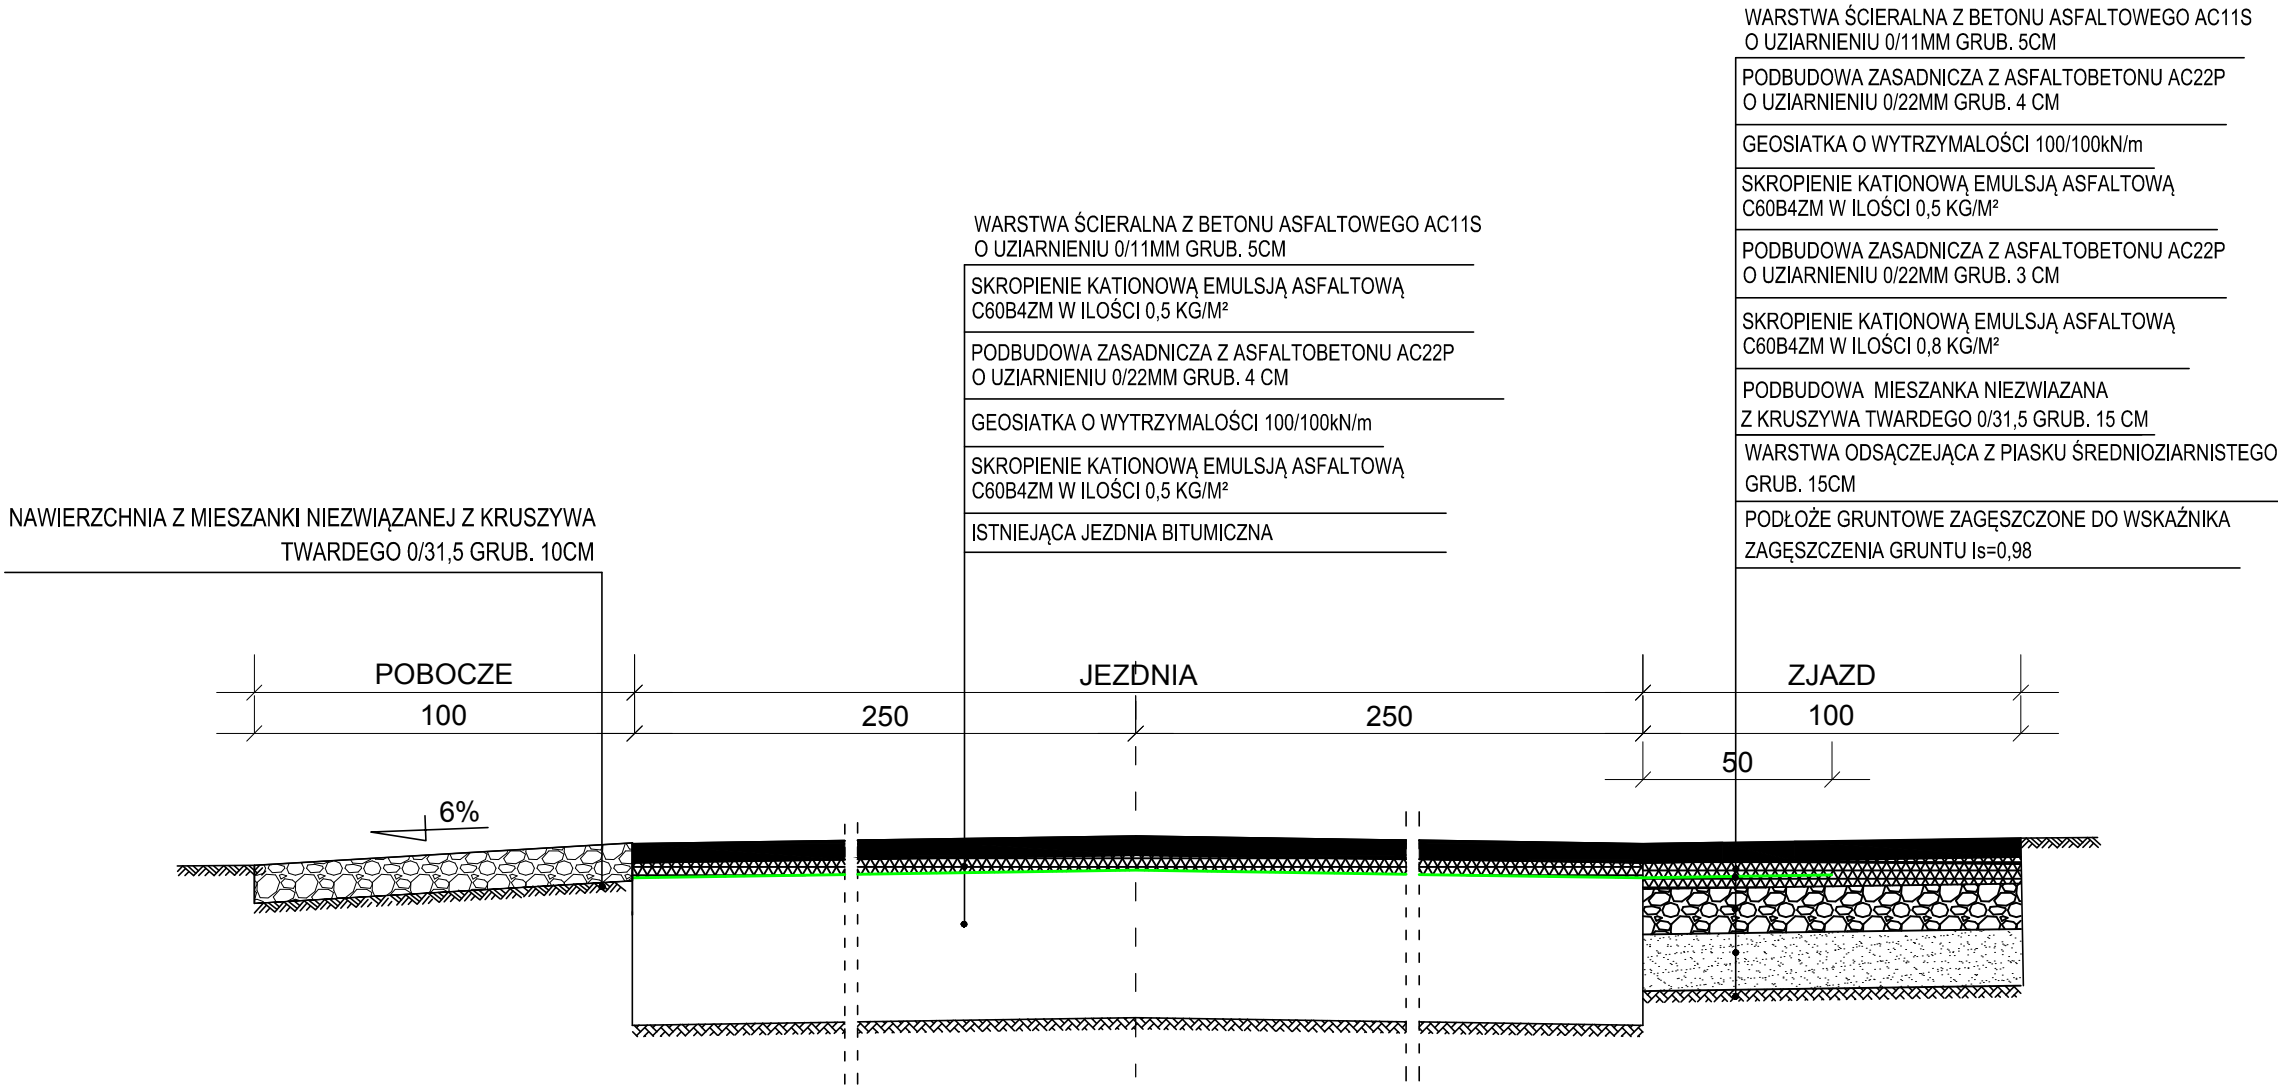 WARSTWA ŚCIERALNA Z BETONU ASFALTOWEGO AC11S
O UZIARNIENIU 0/11MM GRUB. 5CM
PODBUDOWA ZASADNICZA Z ASFALTOBETONU AC22P
O UZIARNIENIU 0/22MM GRUB. 4 CM
GEOSIATKA O WYTRZYMALOŚCI 100/100kN/m
SKROPIENIE KATIONOWĄ EMULSJĄ ASFALTOWĄ
C60B4ZM W ILOŚCI 0,5 KG/M²
PODBUDOWA ZASADNICZA Z ASFALTOBETONU AC22P
O UZIARNIENIU 0/22MM GRUB. 3 CM
SKROPIENIE KATIONOWĄ EMULSJĄ ASFALTOWĄ
C60B4ZM W ILOŚCI 0,8 KG/M²
PODBUDOWA MIESZANKA NIEZWIAZANA
Z KRUSZYWA TWARDEGO 0/31,5 GRUB. 15 CM
WARSTWA ODSĄCZEJĄCA Z PIASKU ŚREDNIOZIARNISTEGO
GRUB. 15CM
PODŁOŻE GRUNTOWE ZAGĘSZCZONE DO WSKAŹNIKA
ZAGĘSZCZENIA GRUNTU Is=0,98
WARSTWA ŚCIERALNA Z BETONU ASFALTOWEGO AC11S
O UZIARNIENIU 0/11MM GRUB. 5CM
SKROPIENIE KATIONOWĄ EMULSJĄ ASFALTOWĄ
C60B4ZM W ILOŚCI 0,5 KG/M²
PODBUDOWA ZASADNICZA Z ASFALTOBETONU AC22P
O UZIARNIENIU 0/22MM GRUB. 4 CM
GEOSIATKA O WYTRZYMALOŚCI 100/100kN/m
SKROPIENIE KATIONOWĄ EMULSJĄ ASFALTOWĄ
C60B4ZM W ILOŚCI 0,5 KG/M²
ISTNIEJĄCA JEZDNIA BITUMICZNA
NAWIERZCHNIA Z MIESZANKI NIEZWIĄZANEJ Z KRUSZYWA
TWARDEGO 0/31,5 GRUB. 10CM
POBOCZE JEZDNIA ZJAZD
100 250 250 100
50
6%